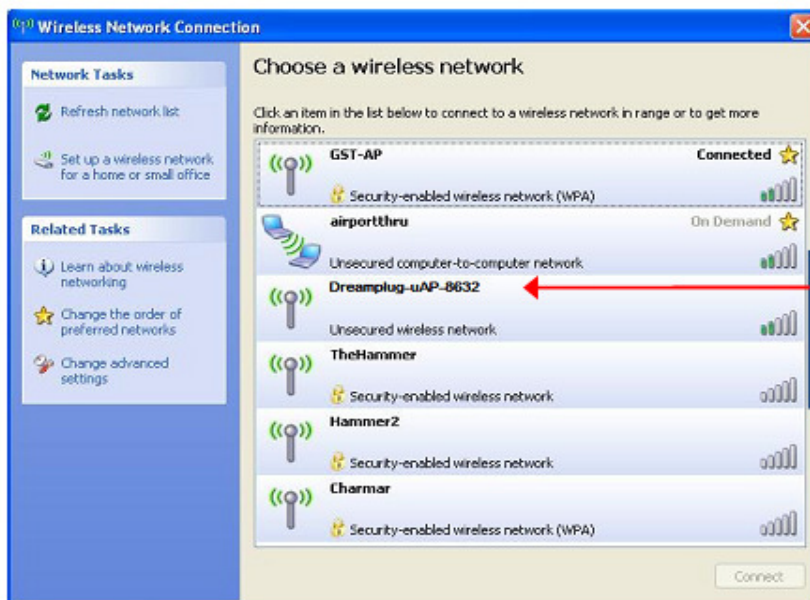 Wireless Network Connection
Network Tasks
Refresh network list
Set up a wireless network
for a home or small office
Related Tasks
Learn about wireless
networking
Change the order of
preferred networks
Change advanced
settings
Choose a wireless network
Click an item in the list below to connect to a wireless network in range or to get more
information.
GST-AP
Connected
Security-enabled wireless network (WPA)
airportthru
On Demand
Unsecured computer-to-computer network
Dreamplug-uAP-8632
Unsecured wireless network
TheHammer
Security-enabled wireless network
Hammer2
Security-enabled wireless network
Charmar
Security-enabled wireless network (WPA)
Connect